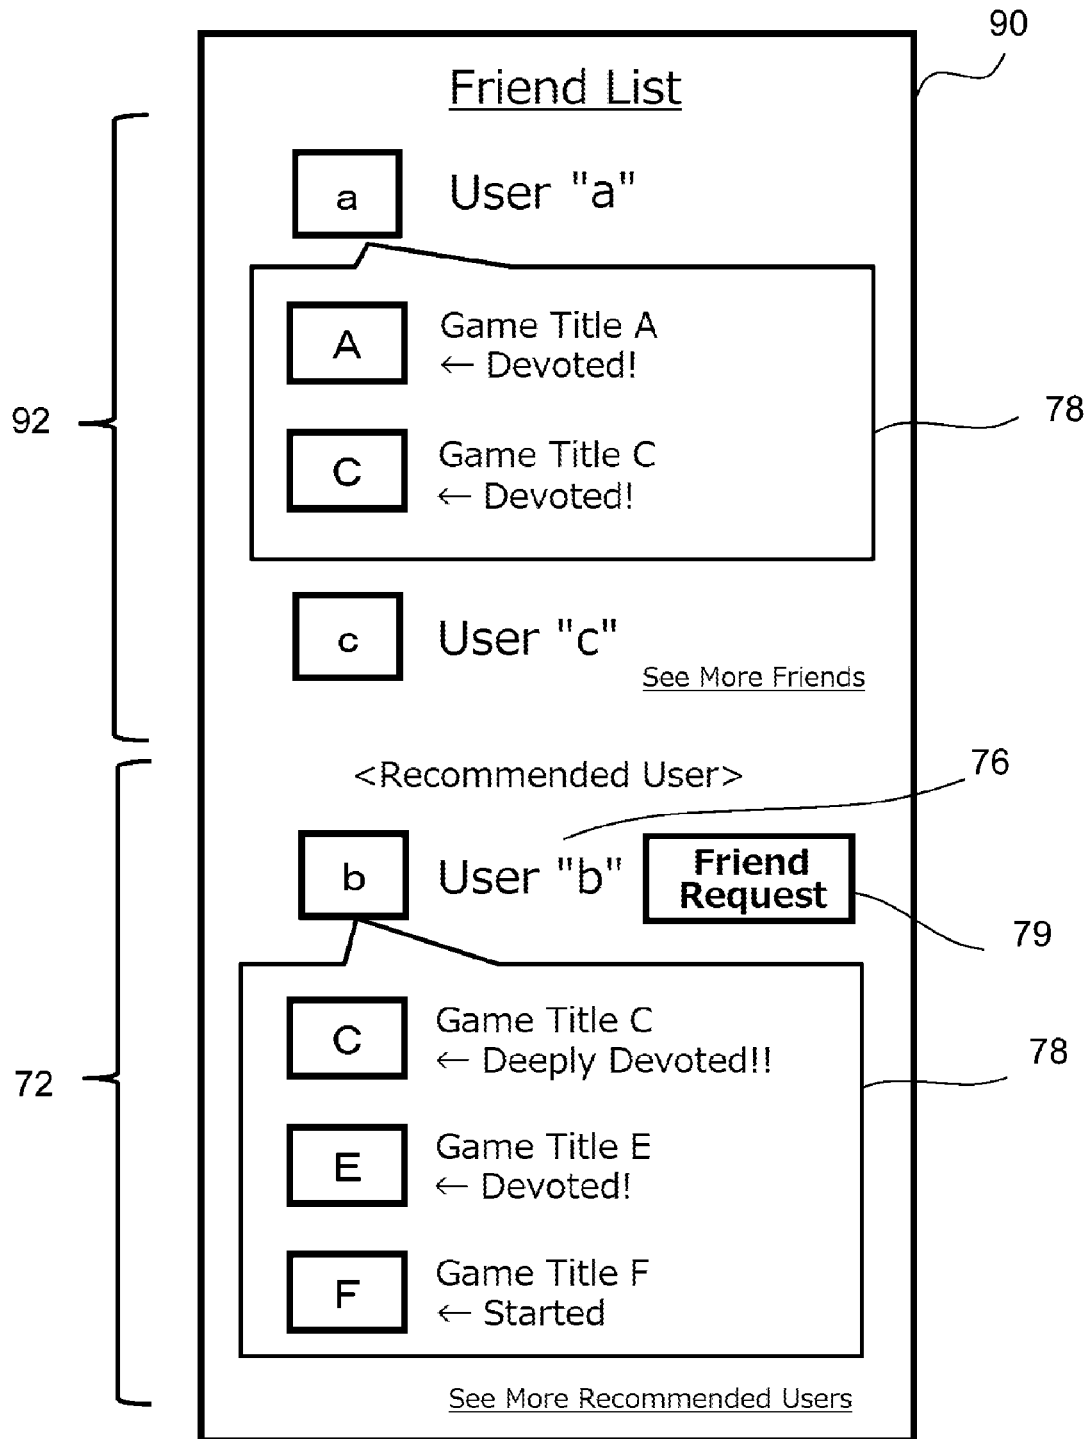 90
Friend List
a
User "a"
A
Game Title A
← Devoted!
78
92
C
Game Title C
← Devoted!
c
User "c"
See More Friends
<Recommended User>
76
b
User "b"
Friend
Request
79
C
Game Title C
← Deeply Devoted!!
78
72
E
Game Title E
← Devoted!
F
Game Title F
← Started
See More Recommended Users